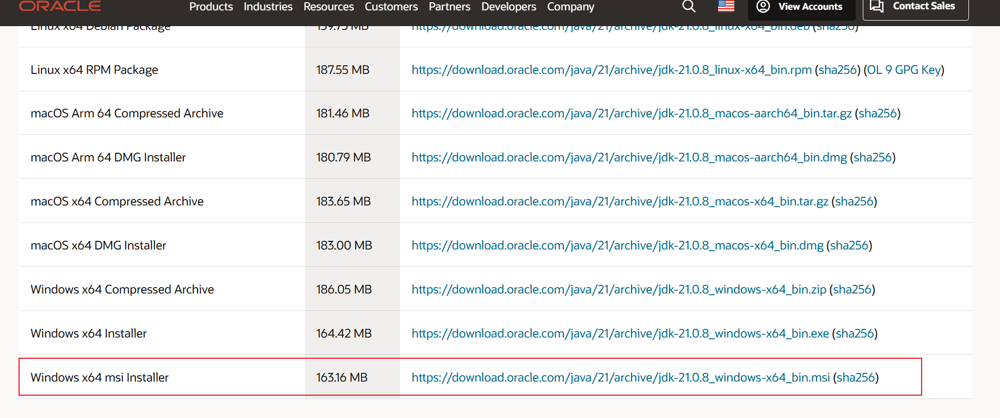 ORACLE Products Industries Resources Customers Partners Developers Company View Accounts Contact Sales
Linux x64 Debian Package 159.75 MB https://download.oracle.com/java/21/archive/jdk-21.0.8_linux-x64_bin.deb (sha256)
Linux x64 RPM Package 187.55 MB https://download.oracle.com/java/21/archive/jdk-21.0.8_linux-x64_bin.rpm (sha256) (OL 9 GPG Key)
macOS Arm 64 Compressed Archive 181.46 MB https://download.oracle.com/java/21/archive/jdk-21.0.8_macos-aarch64_bin.tar.gz (sha256)
macOS Arm 64 DMG Installer 180.79 MB https://download.oracle.com/java/21/archive/jdk-21.0.8_macos-aarch64_bin.dmg (sha256)
macOS x64 Compressed Archive 183.65 MB https://download.oracle.com/java/21/archive/jdk-21.0.8_macos-x64_bin.tar.gz (sha256)
macOS x64 DMG Installer 183.00 MB https://download.oracle.com/java/21/archive/jdk-21.0.8_macos-x64_bin.dmg (sha256)
Windows x64 Compressed Archive 186.05 MB https://download.oracle.com/java/21/archive/jdk-21.0.8_windows-x64_bin.zip (sha256)
Windows x64 Installer 164.42 MB https://download.oracle.com/java/21/archive/jdk-21.0.8_windows-x64_bin.exe (sha256)
Windows x64 msi Installer 163.16 MB https://download.oracle.com/java/21/archive/jdk-21.0.8_windows-x64_bin.msi (sha256)